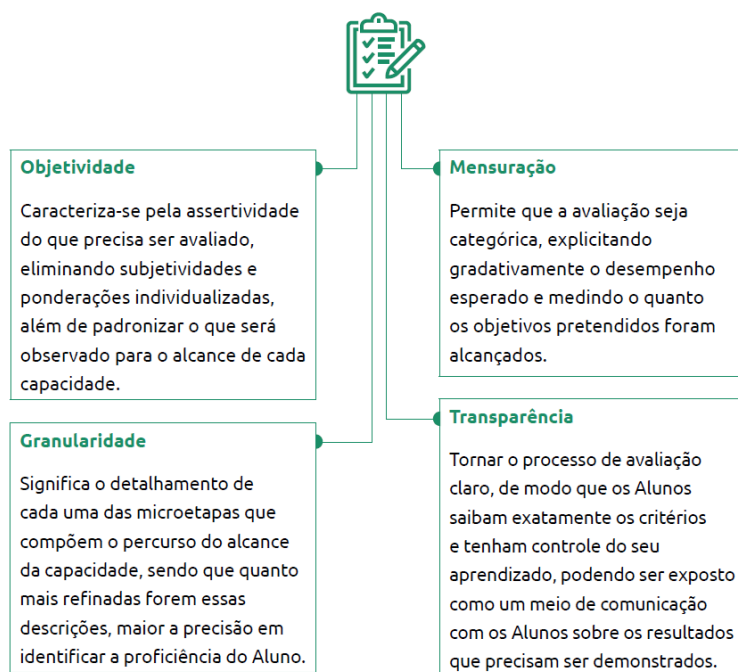 Objetividade
Caracteriza-se pela assertividade
do que precisa ser avaliado,
eliminando subjetividades e
ponderações individualizadas,
além de padronizar o que será
observado para o alcance de cada
capacidade.
Mensuração
Permite que a avaliação seja
categórica, explicitando
gradativamente o desempenho
esperado e medindo o quanto
os objetivos pretendidos foram
alcançados.
Granularidade
Significa o detalhamento de
cada uma das microetapas que
compõem o percurso do alcance
da capacidade, sendo que quanto
mais refinadas forem essas
descrições, maior a precisão em
identificar a proficiência do Aluno.
Transparência
Tornar o processo de avaliação
claro, de modo que os Alunos
saibam exatamente os critérios
e tenham controle do seu
aprendizado, podendo ser exposto
como um meio de comunicação
com os Alunos sobre os resultados
que precisam ser demonstrados.